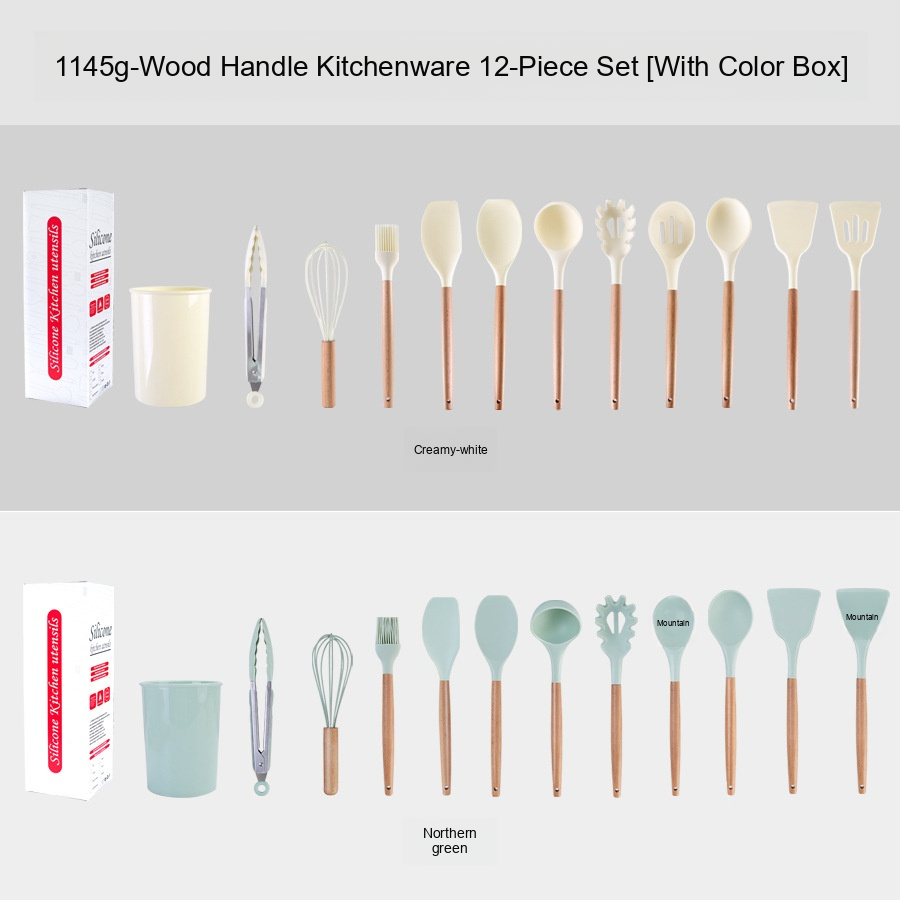 1145g-Wood Handle Kitchenware 12-Piece Set [With Color Box]
Silicone Kitchen utensils
Silicone
kitchen utensils
Creamy-white
Silicone Kitchen utensils
Silicone
kitchen utensils
Mountain
Mountain
Northern
green